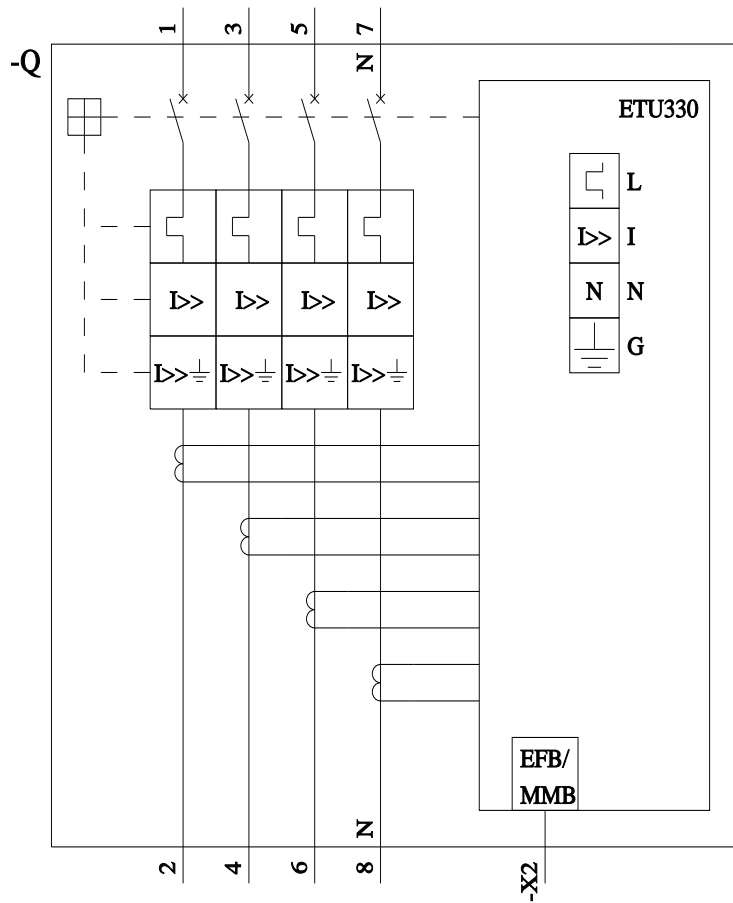 1 3 5 7
N
-Q
ETU330
L
I>> I
N N
G
I>> I>> I>> I>>
I>> I>> I>> I>>
EFB/
MMB
N
2 4 6 8
-X2